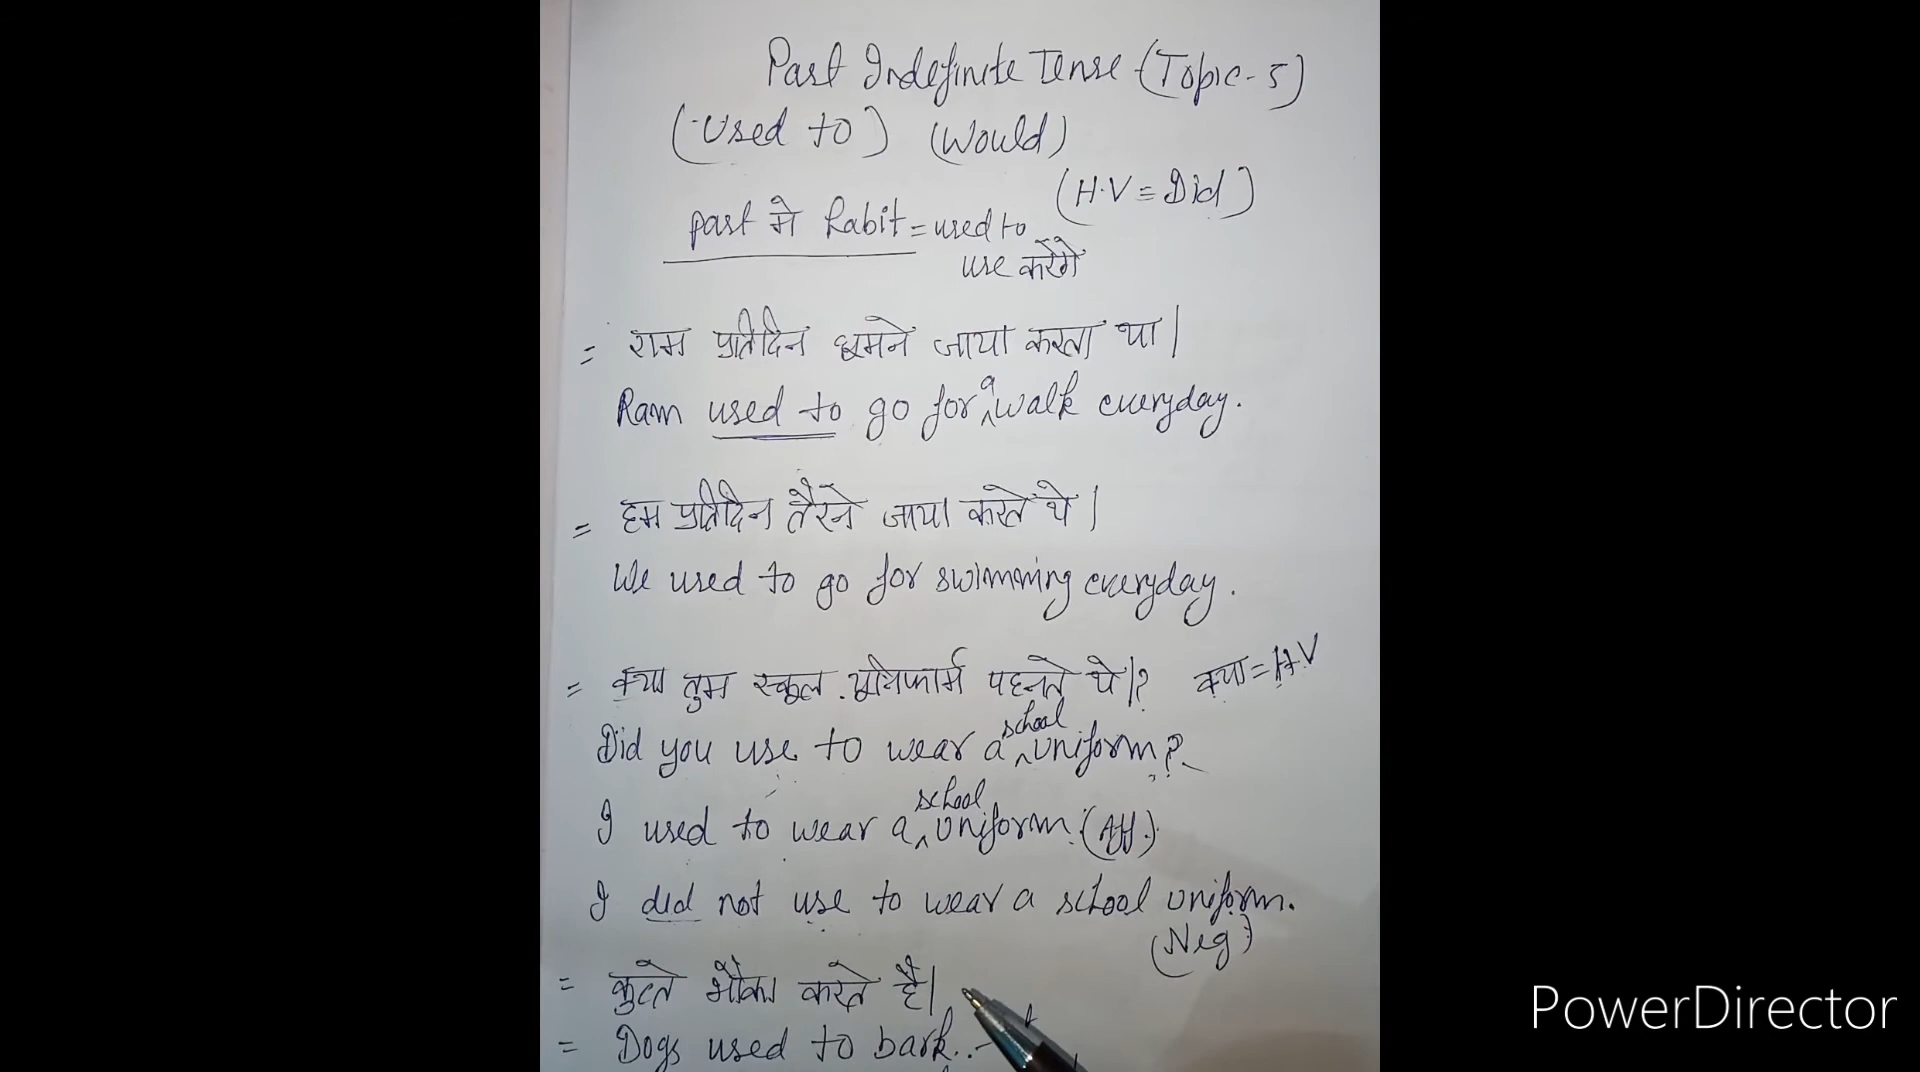 Past Indefinite Tense (Topic-5)
(Used to) (Would)
(H.V = Did)
past मे habit = used to
use करेंगे
= राम प्रतीदिन घूमने जाया करता था|
Ram used to go for a walk everyday.
= हम प्रतीदिन तैरने जाया करते थे|
We used to go for swimming everyday.
= क्या तुम स्कूल यूनिफार्म पहनते थे|? क्या = H.V
Did you use to wear a school uniform?
I used to wear a school uniform. (Aff.)
I did not use to wear a school uniform.
(Neg)
= कुत्ते भौंका करते है|
= Dogs used to bark.
PowerDirector